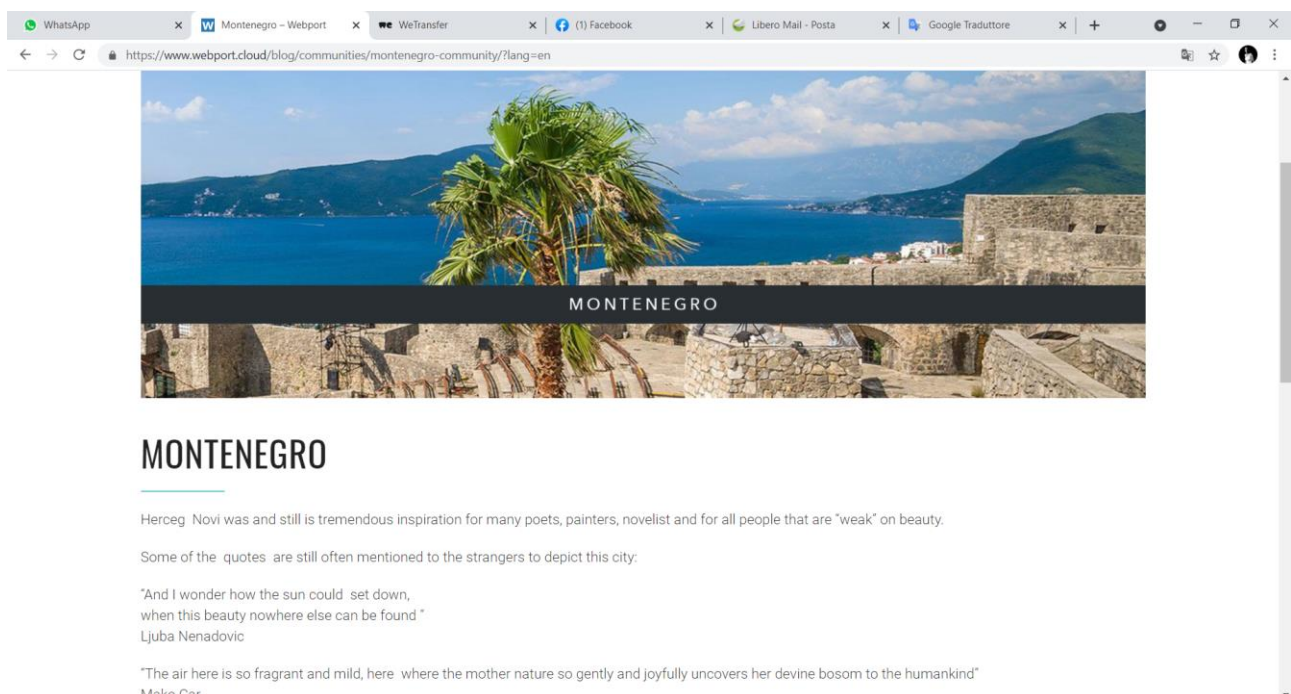 WhatsApp
Montenegro – Webport
we WeTransfer
(1) Facebook
Libero Mail - Posta
Google Traduttore
https://www.webport.cloud/blog/communities/montenegro-community/?lang=en
MONTENEGRO
MONTENEGRO
Herceg Novi was and still is tremendous inspiration for many poets, painters, novelist and for all people that are “weak” on beauty.
Some of the quotes are still often mentioned to the strangers to depict this city:
“And I wonder how the sun could set down,
when this beauty nowhere else can be found ”
Ljuba Nenadovic
“The air here is so fragrant and mild, here where the mother nature so gently and joyfully uncovers her devine bosom to the humankind”